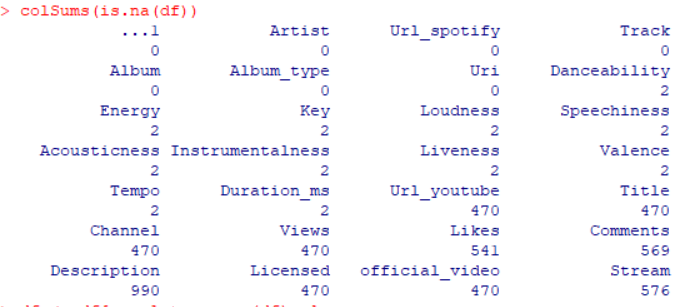 > colSums(is.na(df))
...1 Artist Url_spotify Track
0 0 0 0
Album Album_type Uri Danceability
0 0 0 2
Energy Key Loudness Speechiness
2 2 2 2
Acousticness Instrumentalness Liveness Valence
2 2 2 2
Tempo Duration_ms Url_youtube Title
2 2 470 470
Channel Views Likes Comments
470 470 541 569
Description Licensed official_video Stream
990 470 470 576